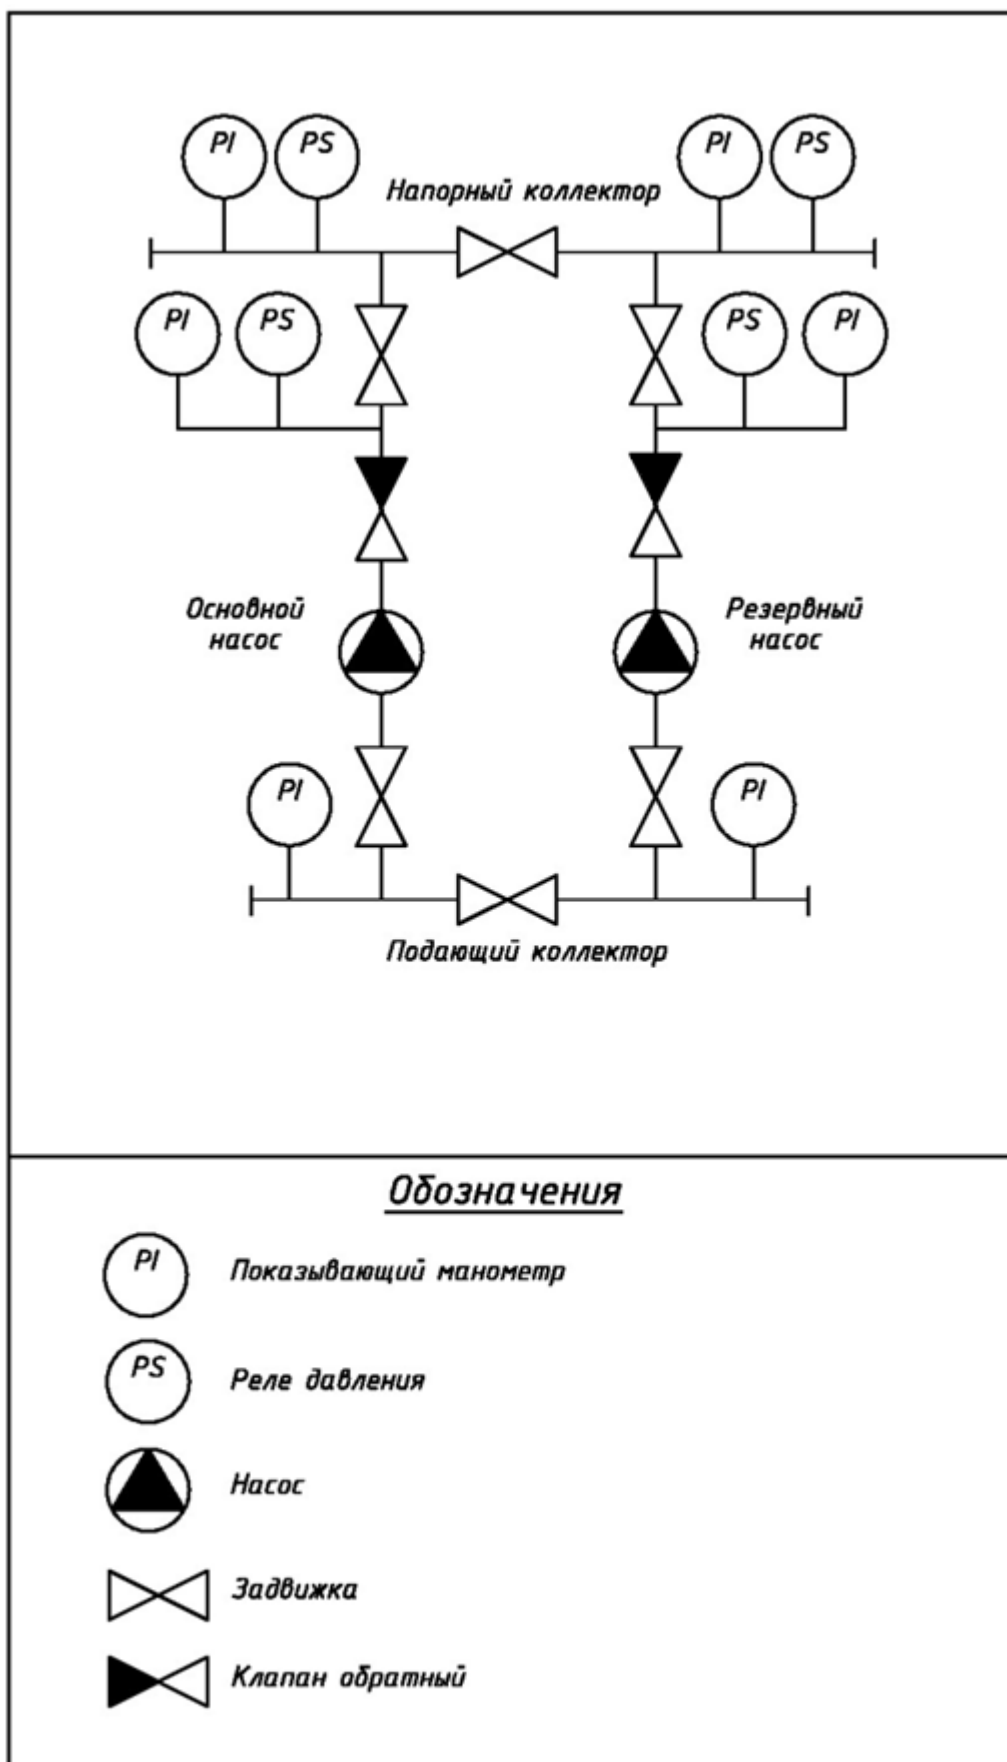 PI PS PI PS
Напорный коллектор
PI PS PS PI
Основной
насос
Резервный
насос
PI PI
Подающий коллектор
Обозначения
PI Показывающий манометр
PS Реле давления
Насос
Задвижка
Клапан обратный